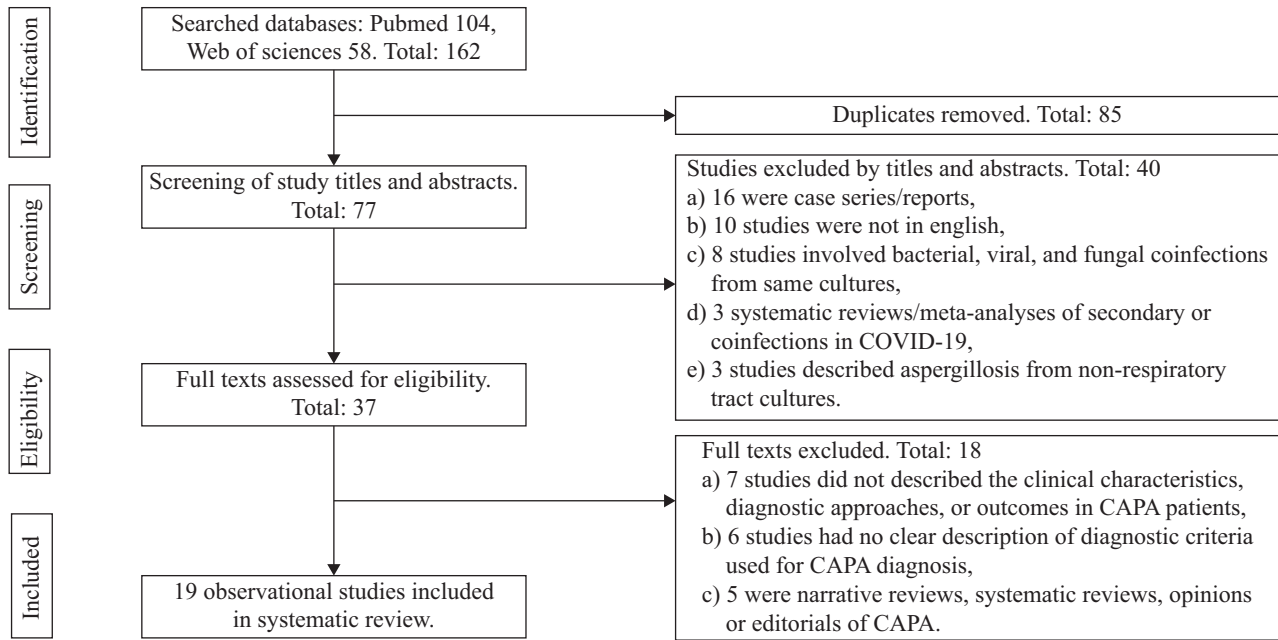 Identification
Searched databases: Pubmed 104,
Web of sciences 58. Total: 162
Duplicates removed. Total: 85
Screening
Screening of study titles and abstracts.
Total: 77
Studies excluded by titles and abstracts. Total: 40
a) 16 were case series/reports,
b) 10 studies were not in english,
c) 8 studies involved bacterial, viral, and fungal coinfections
from same cultures,
d) 3 systematic reviews/meta-analyses of secondary or
coinfections in COVID-19,
e) 3 studies described aspergillosis from non-respiratory
tract cultures.
Eligibility
Full texts assessed for eligibility.
Total: 37
Full texts excluded. Total: 18
a) 7 studies did not described the clinical characteristics,
diagnostic approaches, or outcomes in CAPA patients,
b) 6 studies had no clear description of diagnostic criteria
used for CAPA diagnosis,
c) 5 were narrative reviews, systematic reviews, opinions
or editorials of CAPA.
Included
19 observational studies included
in systematic review.